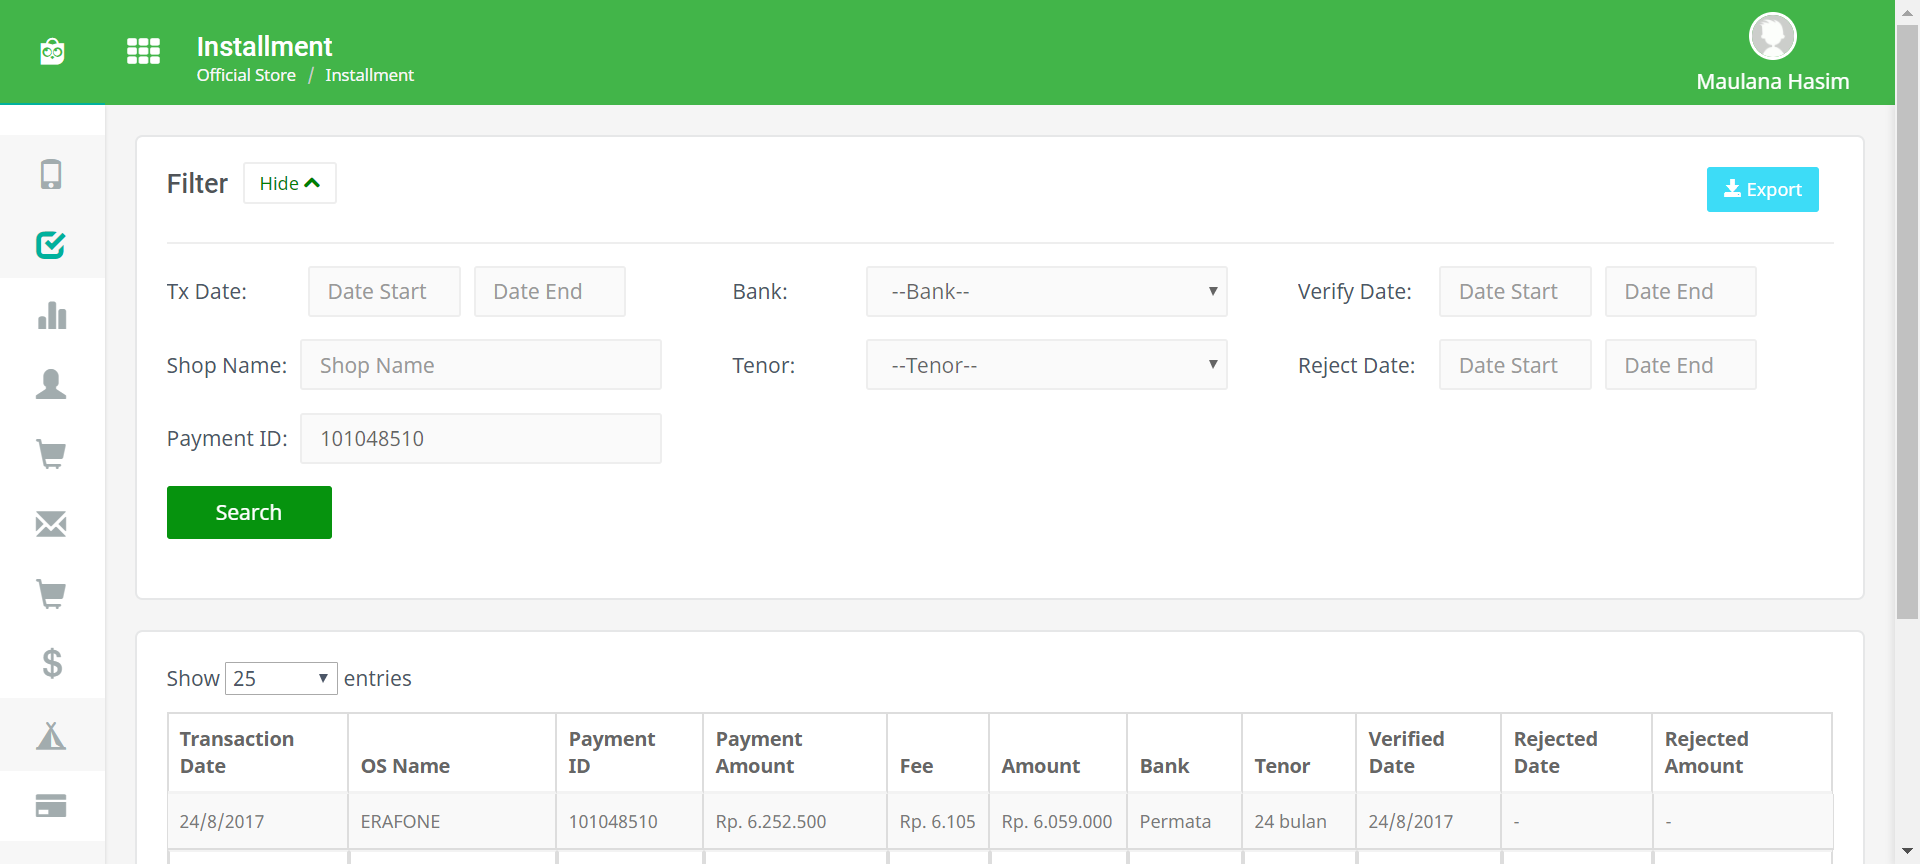 Installment
Official Store / Installment
Maulana Hasim
Filter Hide Export
Tx Date: Date Start Date End Bank: --Bank-- Verify Date: Date Start Date End
Shop Name: Shop Name Tenor: --Tenor-- Reject Date: Date Start Date End
Payment ID: 101048510
Search
Show 25 entries
Transaction Date OS Name Payment ID Payment Amount Fee Amount Bank Tenor Verified Date Rejected Date Rejected Amount
24/8/2017 ERAFONE 101048510 Rp. 6.252.500 Rp. 6.105 Rp. 6.059.000 Permata 24 bulan 24/8/2017 - -